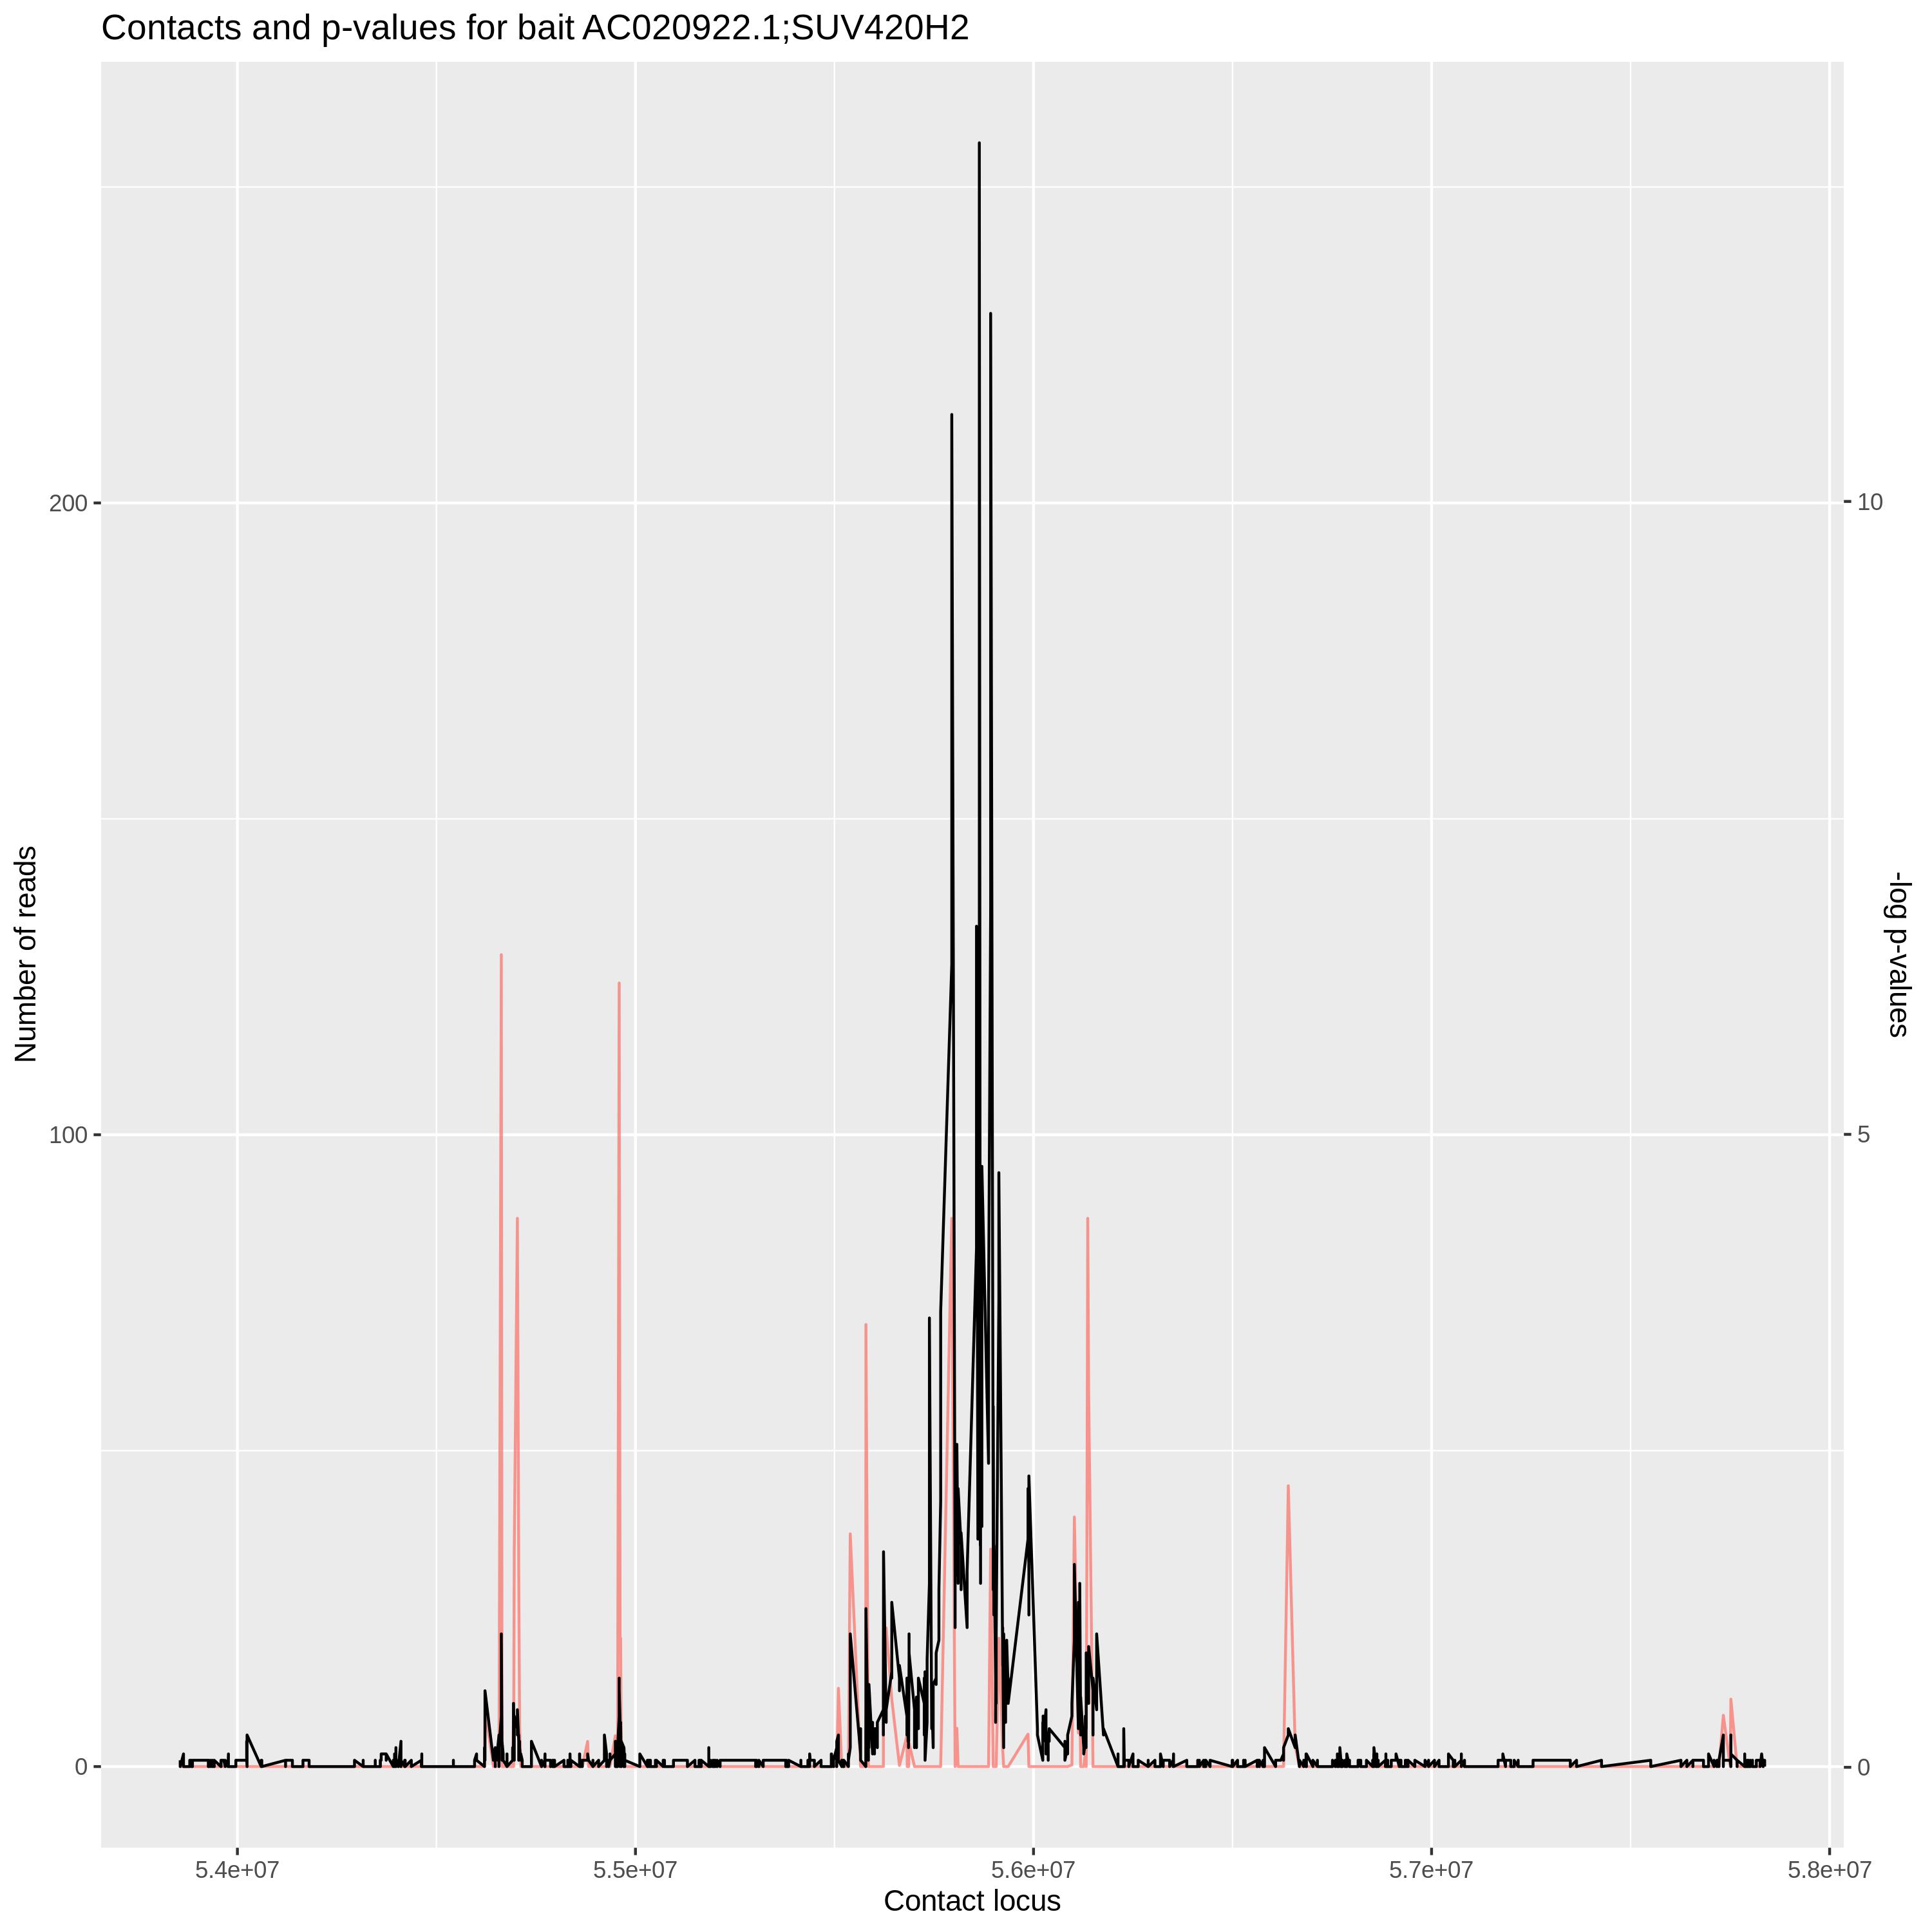 Contacts and p-values for bait AC020922.1;SUV420H2
Number of reads
200
100
0
10
5
0
-log p-values
5.4e+07 5.5e+07 5.6e+07 5.7e+07 5.8e+07
Contact locus